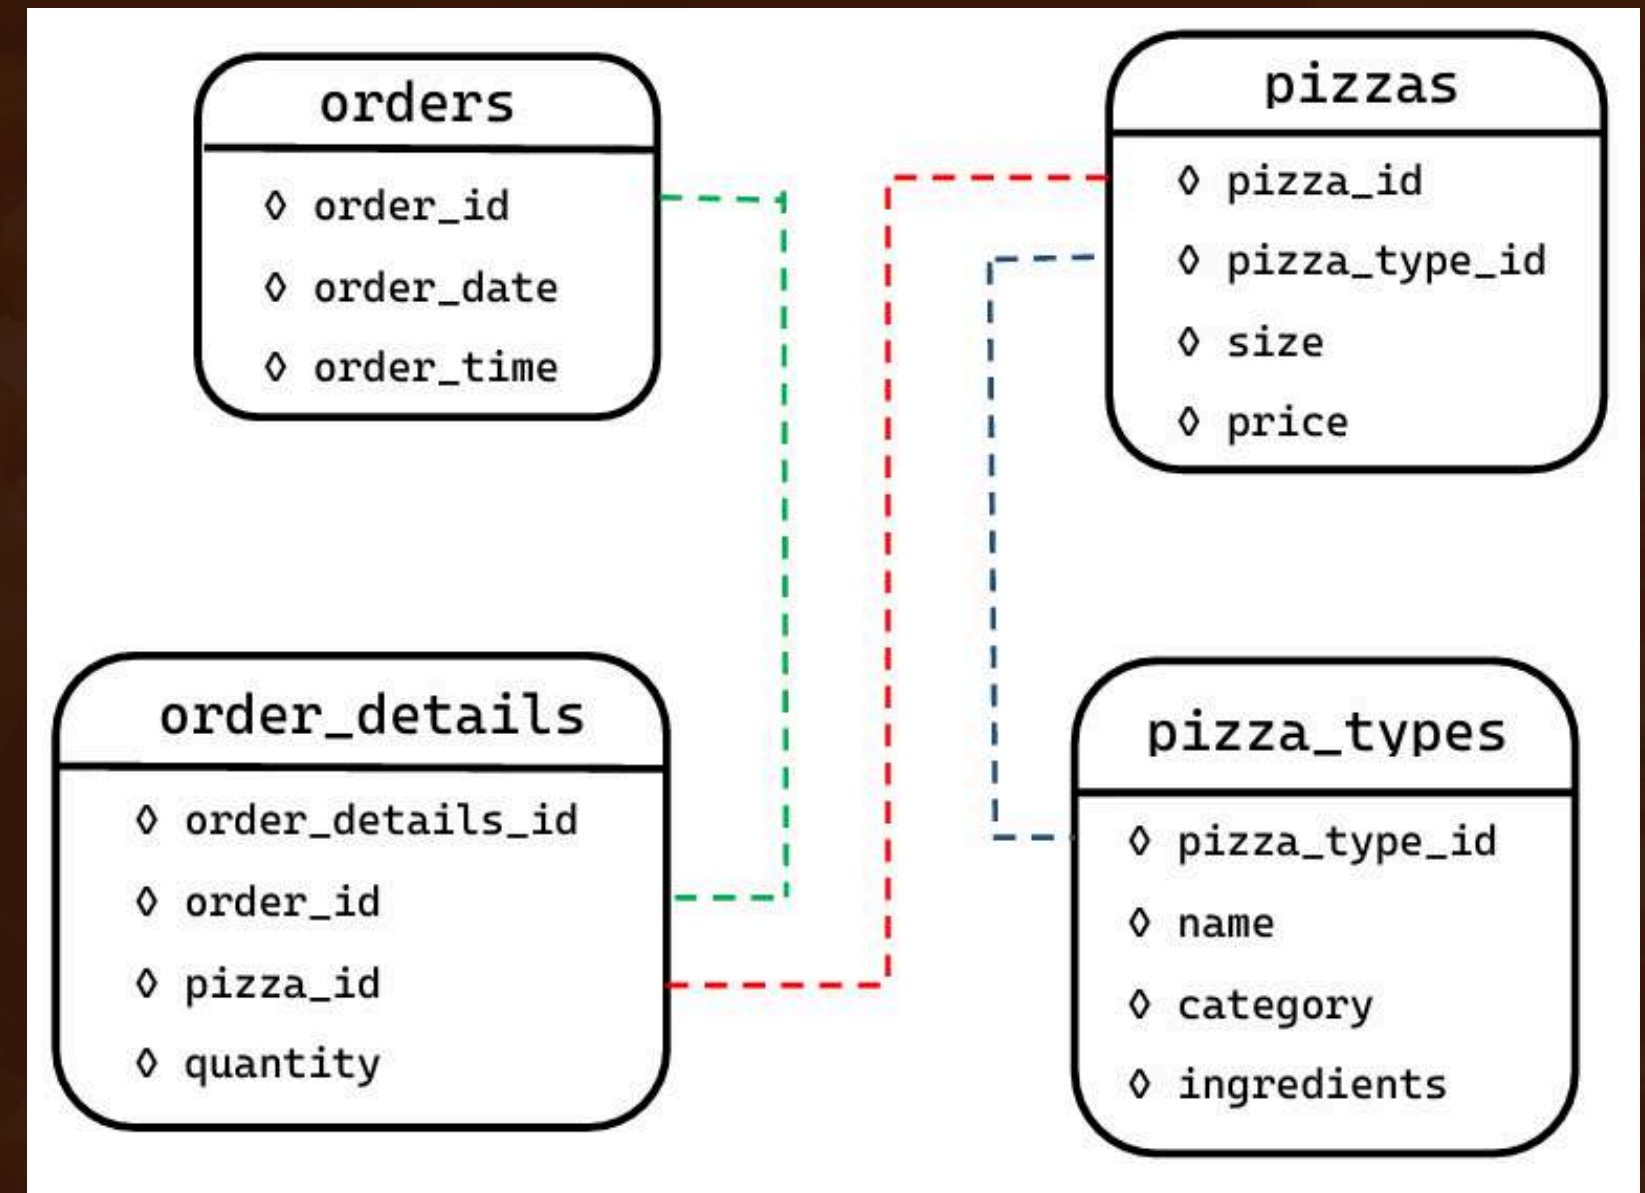 orders
◊ order_id
◊ order_date
◊ order_time
pizzas
◊ pizza_id
◊ pizza_type_id
◊ size
◊ price
order_details
◊ order_details_id
◊ order_id
◊ pizza_id
◊ quantity
pizza_types
◊ pizza_type_id
◊ name
◊ category
◊ ingredients